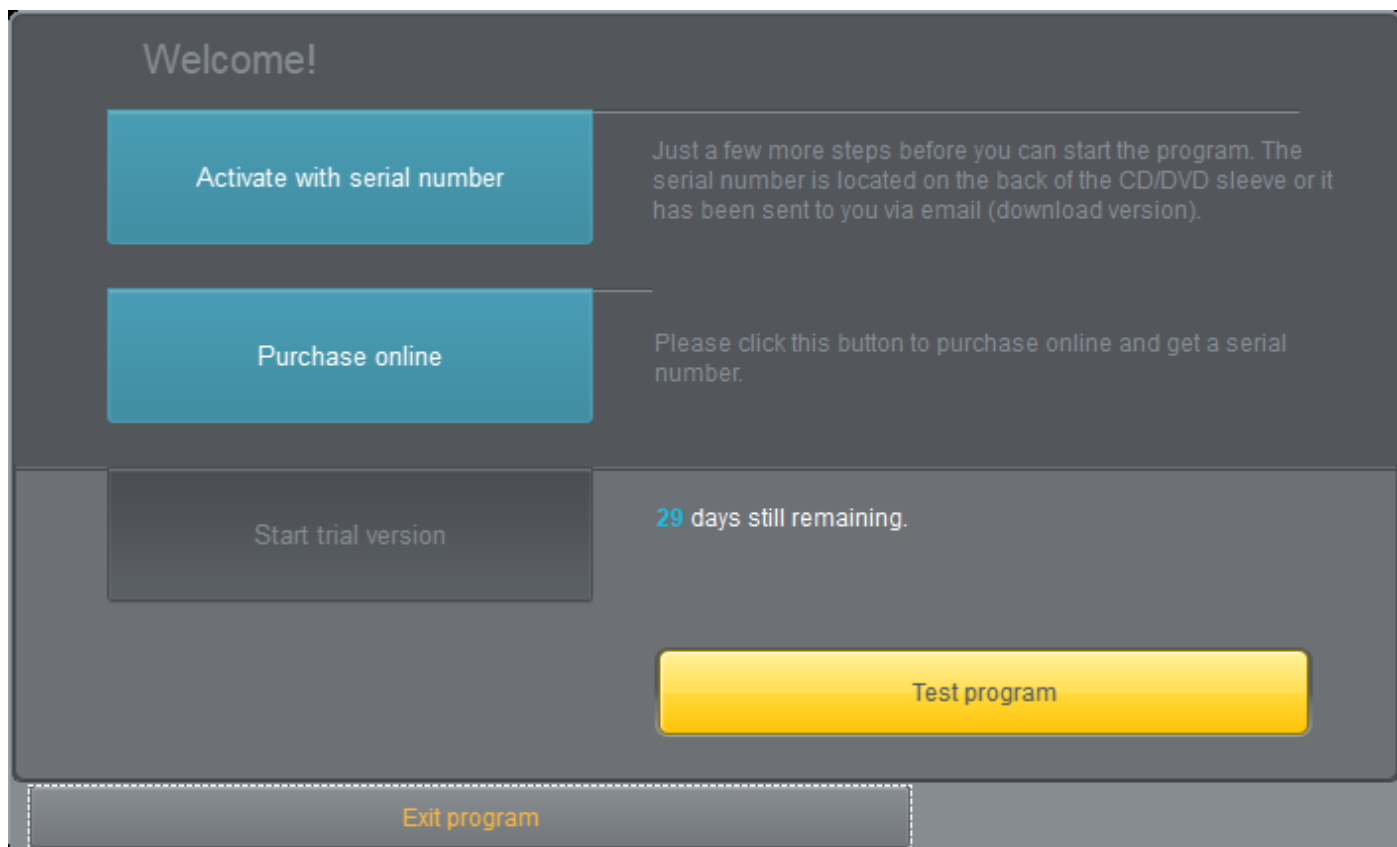 Welcome!
Activate with serial number
Just a few more steps before you can start the program. The
serial number is located on the back of the CD/DVD sleeve or it
has been sent to you via email (download version).
Purchase online
Please click this button to purchase online and get a serial
number.
Start trial version
29 days still remaining.
Test program
Exit program